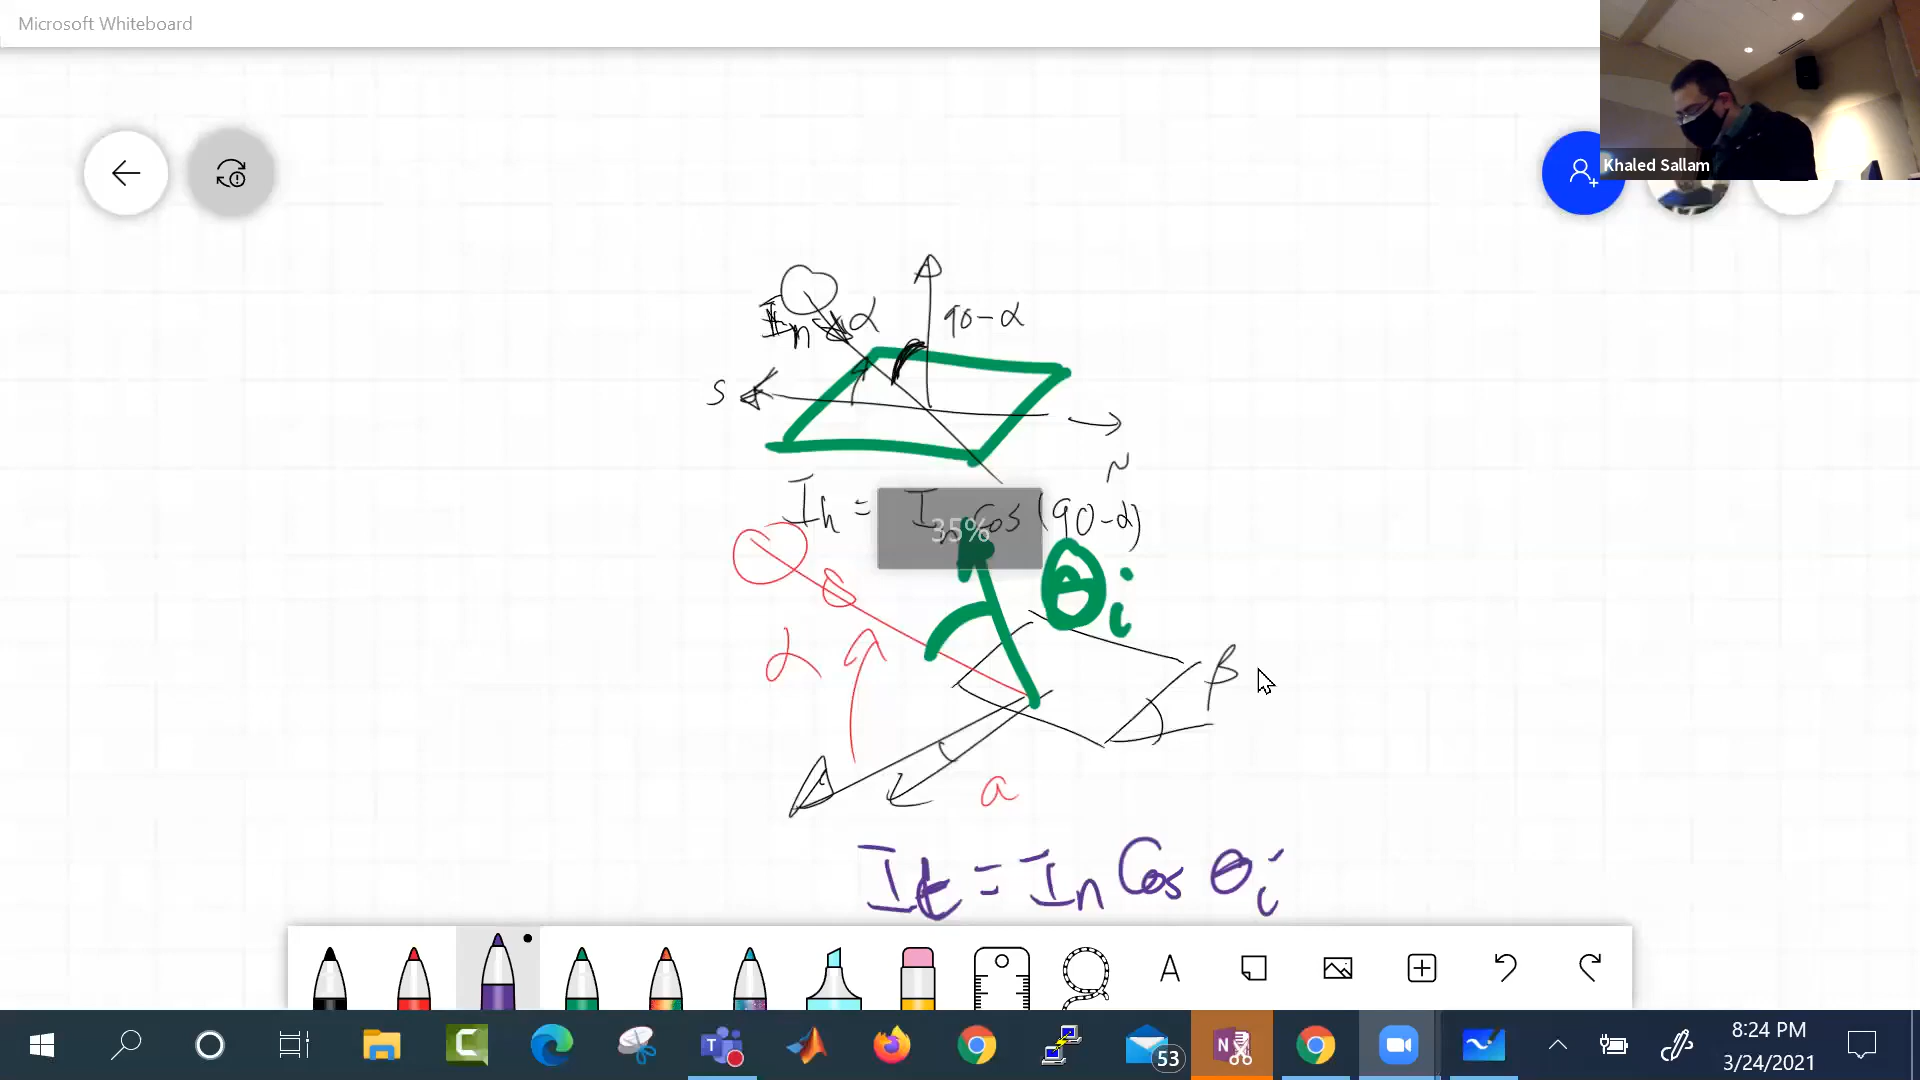 Microsoft Whiteboard
Khaled Sallam
In α 90-α
S
N
Ih = In Cos (90-α)
35%
θi
α
β
a
It = In Cos θi
A
T
N
53
8:24 PM
3/24/2021